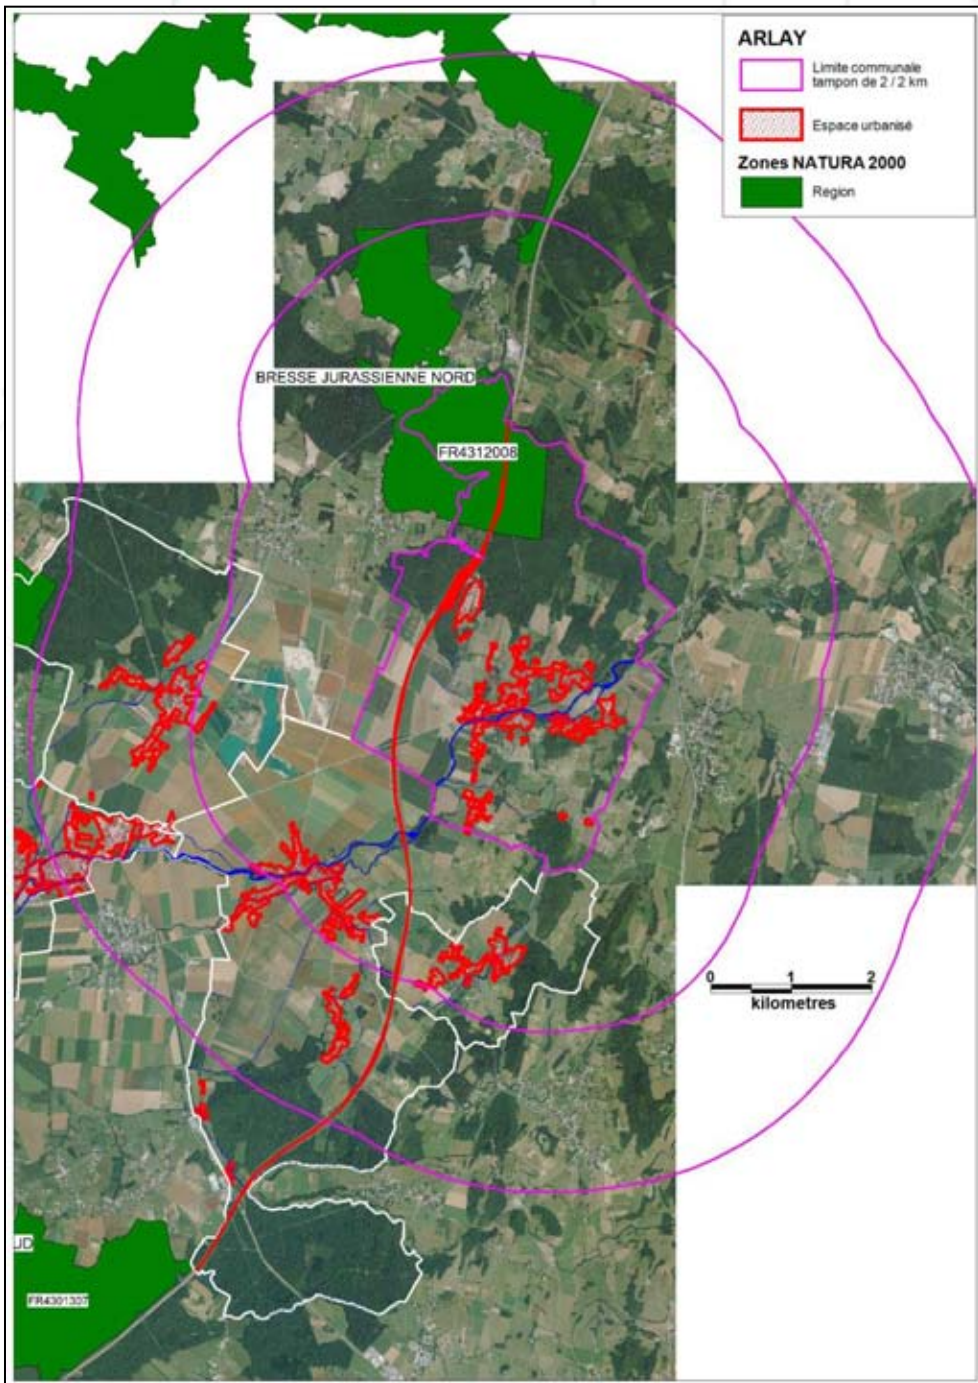 ARLAY
Limite communale
tampon de 2 / 2 km
Espace urbanisé
Zones NATURA 2000
Region
BRESSE JURASSIENNE NORD
FR4312008
0 1 2
kilometres
UD
FR4301307